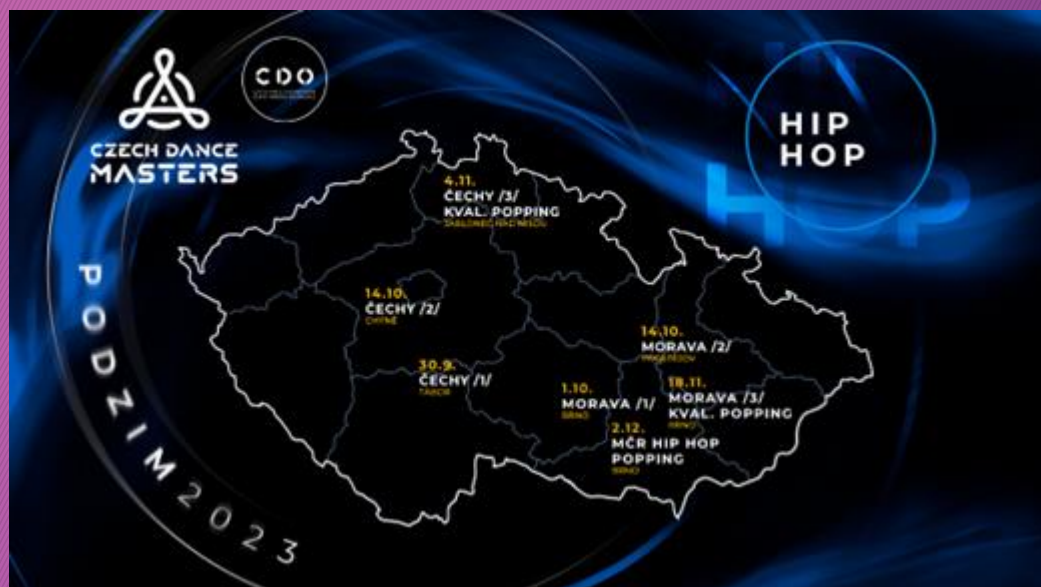 CZECH DANCE
MASTERS
CDO
HIP
HOP
HOP
PODZIM 2023
4.11.
ČECHY /3/
KVAL. POPPING
JABLONEC NAD NISOU
14.10.
ČECHY /2/
CHÝNĚ
30.9.
ČECHY /1/
TÁBOR
14.10.
MORAVA /2/
1.10.
MORAVA /1/
BRNO
18.11.
MORAVA /3/
KVAL. POPPING
BRNO
2.12.
MČR HIP HOP
POPPING
BRNO